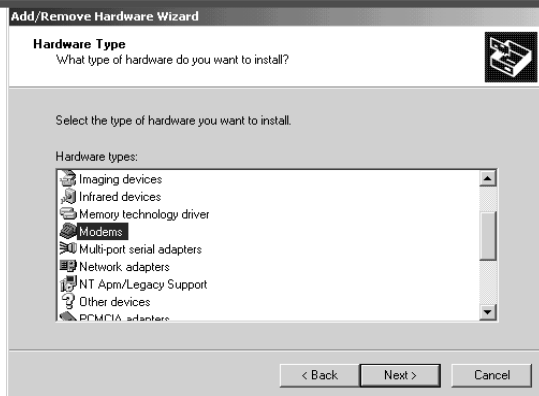 Add/Remove Hardware Wizard
Hardware Type
What type of hardware do you want to install?
Select the type of hardware you want to install.
Hardware types:
Imaging devices
Infrared devices
Memory technology driver
Modems
Multi-port serial adapters
Network adapters
NT Apm/Legacy Support
Other devices
PCMCIA adapters
< Back
Next >
Cancel